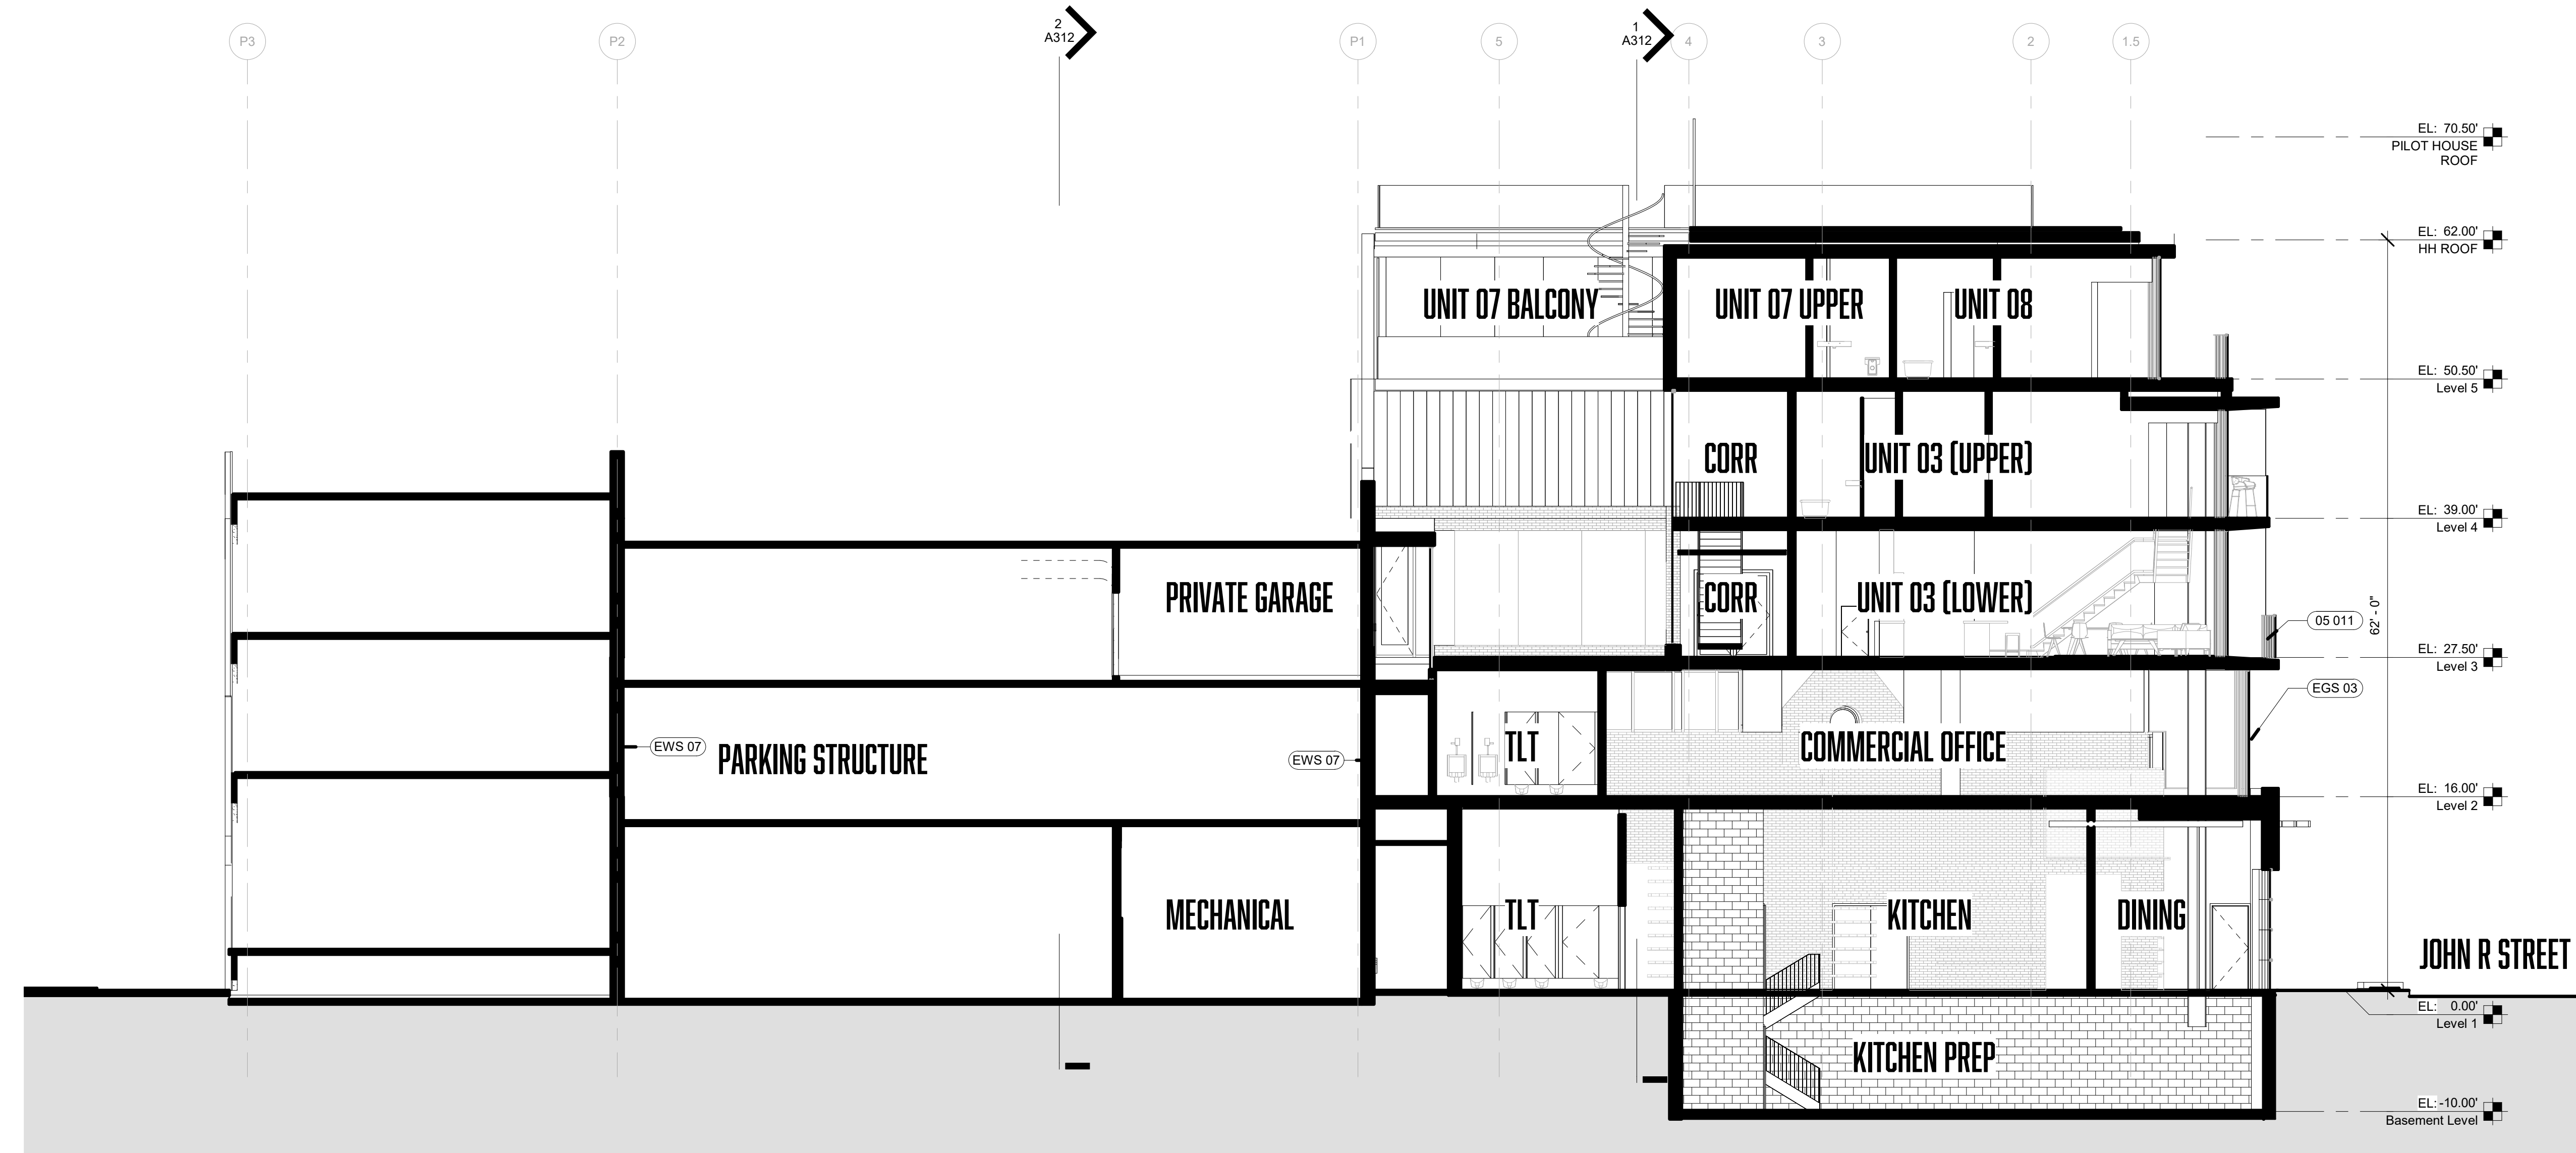 P3
P2
2
A312
P1
5
1
A312
4
3
2
1.5
EL: 70.50'
PILOT HOUSE
ROOF
EL: 62.00'
HH ROOF
UNIT 07 BALCONY
UNIT 07 UPPER
UNIT 08
EL: 50.50'
Level 5
CORR
UNIT 03 (UPPER)
EL: 39.00'
Level 4
PRIVATE GARAGE
CORR
UNIT 03 (LOWER)
05 011
62' - 0"
EL: 27.50'
Level 3
EGS 03
EWS 07
PARKING STRUCTURE
EWS 07
TLT
COMMERCIAL OFFICE
EL: 16.00'
Level 2
MECHANICAL
TLT
KITCHEN
DINING
JOHN R STREET
EL: 0.00'
Level 1
KITCHEN PREP
EL: -10.00'
Basement Level